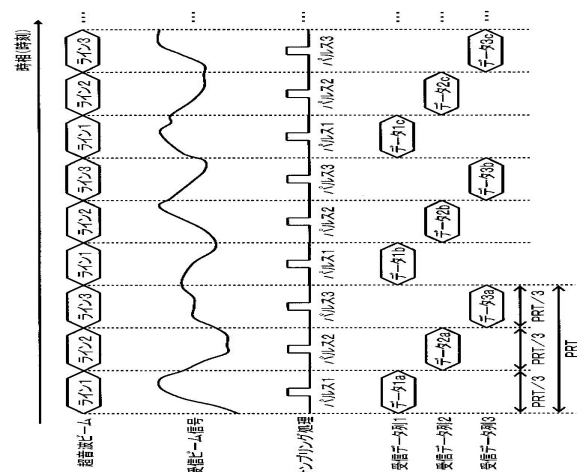 時相(時刻)
超音波ビーム ライン1 ライン2 ライン3 ライン1 ライン2 ライン3 ライン1 ライン2 ライン3 …
受信ビーム信号 …
ンプリング処理 …
パルス1 パルス2 パルス3 パルス1 パルス2 パルス3 パルス1 パルス2 パルス3
受信データ列1 データ1a データ1b データ1c …
受信データ列2 データ2a データ2b データ2c …
受信データ列3 データ3a データ3b データ3c …
PRT/3 PRT/3 PRT/3
PRT